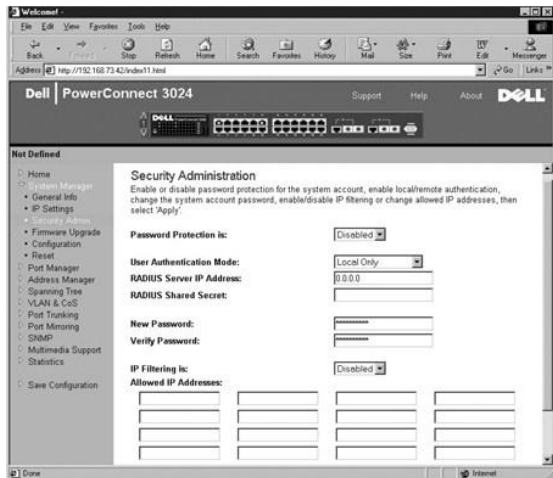 Welcome! -
File Edit View Favorites Tools Help
Back Forward Stop Refresh Home Search Favorites History Mail Size Print Edit Messenger
Address http://192.168.73.42/index11.html Go Links »
Dell | PowerConnect 3024
Support Help About DELL
DELL
Not Defined
Home
System Manager
General Info
IP Settings
Security Admin
Firmware Upgrade
Configuration
Reset
Port Manager
Address Manager
Spanning Tree
VLAN & CoS
Port Trunking
Port Mirroring
SNMP
Multimedia Support
Statistics
Save Configuration
Security Administration
Enable or disable password protection for the system account, enable local/remote authentication,
change the system account password, enable/disable IP filtering or change allowed IP addresses, then
select 'Apply'.
Password Protection is: Disabled
User Authentication Mode: Local Only
RADIUS Server IP Address: 0.0.0.0
RADIUS Shared Secret:
New Password: **********
Verify Password: **********
IP Filtering is: Disabled
Allowed IP Addresses:
Done Internet